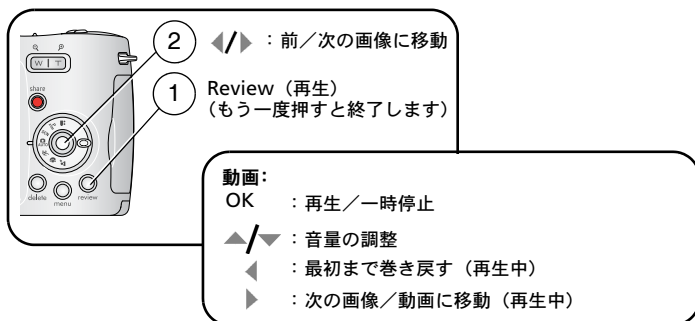 2 ◀/▶ ：前／次の画像に移動
1 Review（再生）
（もう一度押すと終了します）
W | T
share
delete
menu
review
動画：
OK ：再生／一時停止
▲/▼ ：音量の調整
◀ ：最初まで巻き戻す（再生中）
▶ ：次の画像／動画に移動（再生中）